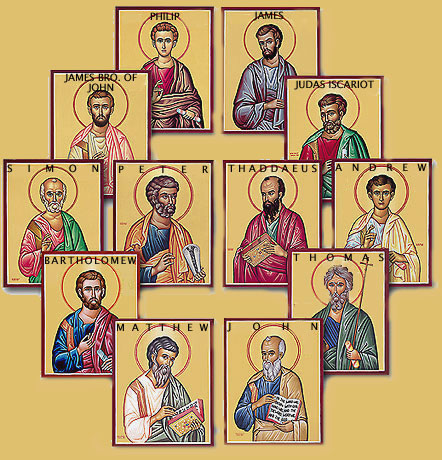 PHILIP
JAMES
JAMES BRO. OF
JOHN
JUDAS ISCARIOT
SIMON
PETER
THADDAEUS
ANDREW
BARTHOLOMEW
THOMAS
MATTHEW
JOHN